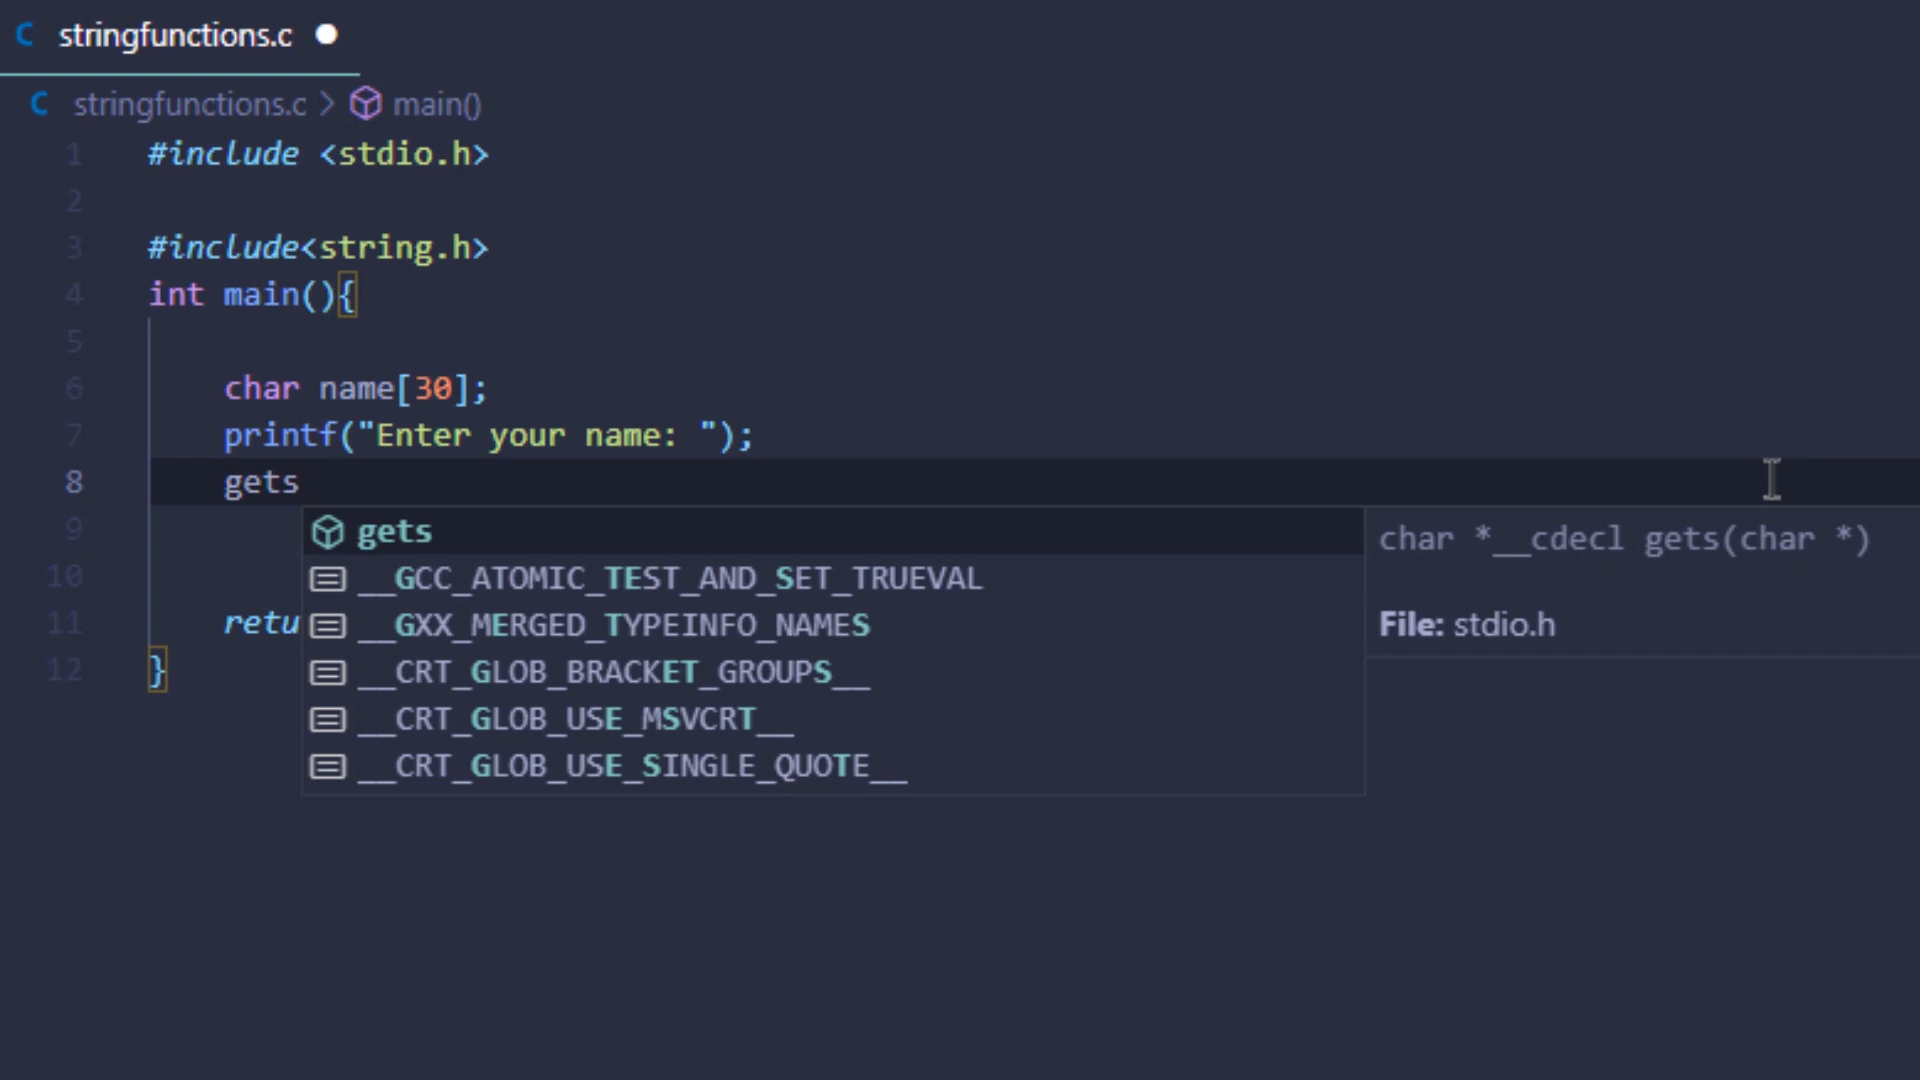 C stringfunctions.c
C stringfunctions.c > main()
1 #include <stdio.h>
2
3 #include<string.h>
4 int main(){
5
6 char name[30];
7 printf("Enter your name: ");
8 gets
9 gets char *__cdecl gets(char *)
10 __GCC_ATOMIC_TEST_AND_SET_TRUEVAL
11 retu __GXX_MERGED_TYPEINFO_NAMES File: stdio.h
12 } __CRT_GLOB_BRACKET_GROUPS__
__CRT_GLOB_USE_MSVCRT__
__CRT_GLOB_USE_SINGLE_QUOTE__